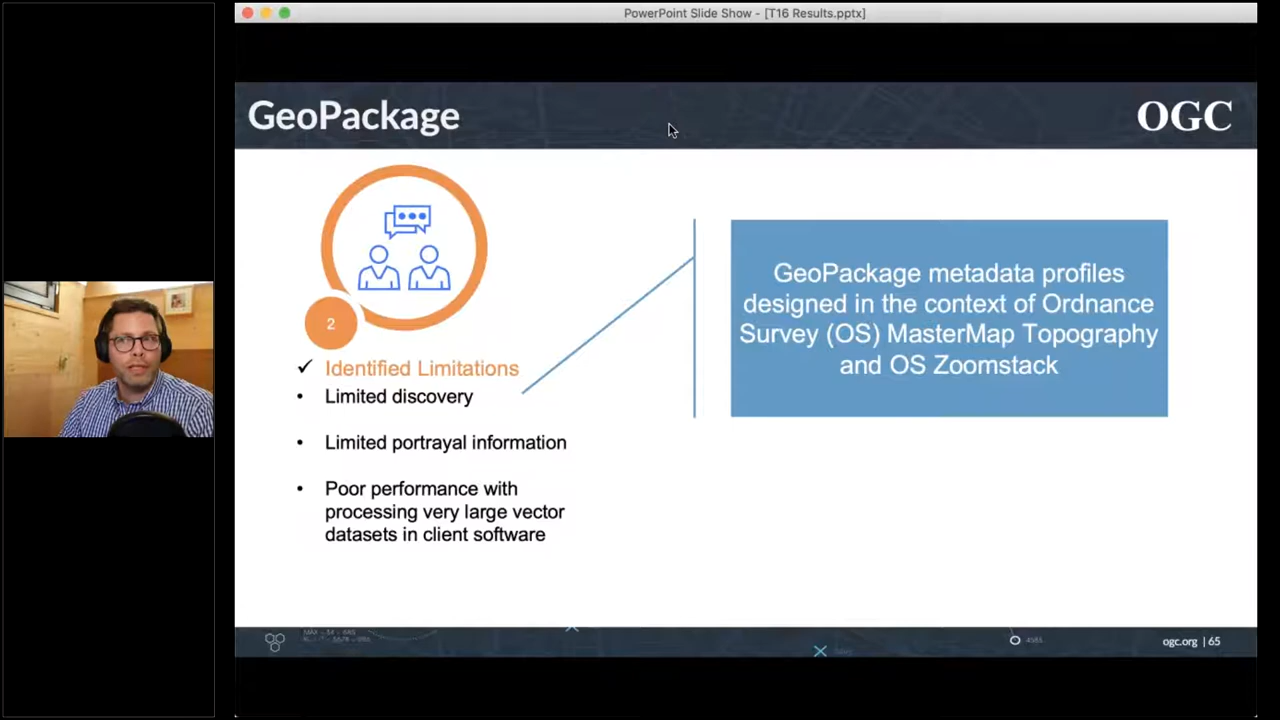 PowerPoint Slide Show - [T16 Results.pptx]
GeoPackage
OGC
2
✓ Identified Limitations
• Limited discovery
• Limited portrayal information
• Poor performance with
processing very large vector
datasets in client software
GeoPackage metadada profiles
designed in the context of Ordnance
Survey (OS) MasterMap Topography
and OS Zoomstack
ogc.org | 65